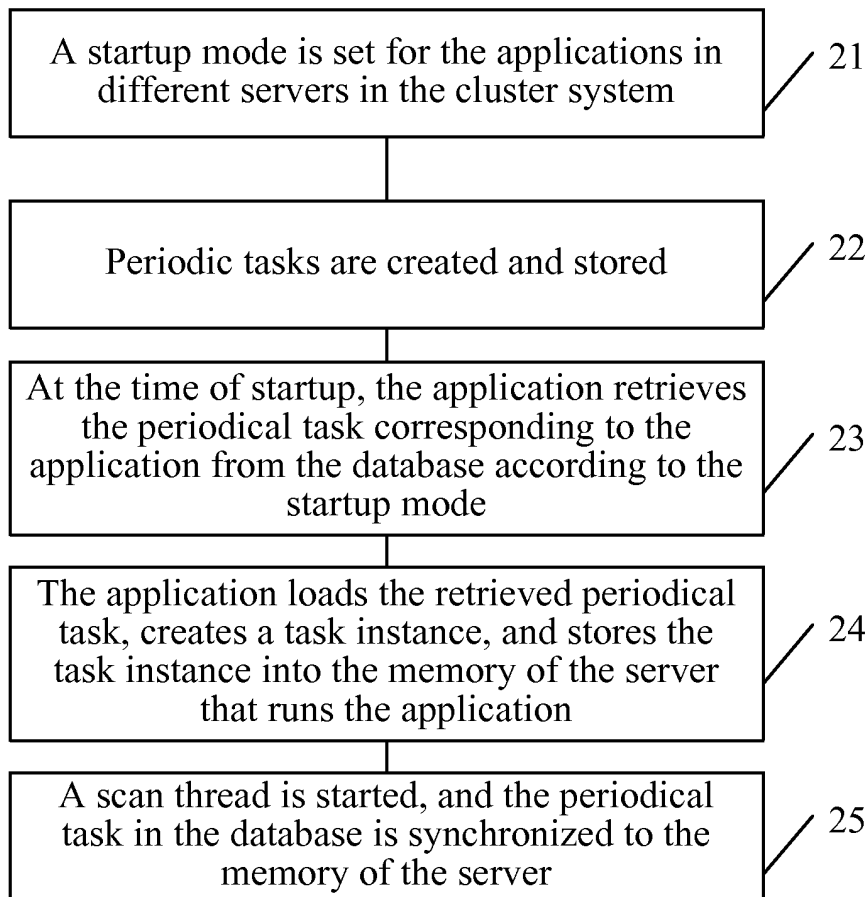 A startup mode is set for the applications in
different servers in the cluster system
21
Periodic tasks are created and stored
22
At the time of startup, the application retrieves
the periodical task corresponding to the
application from the database according to the
startup mode
23
The application loads the retrieved periodical
task, creates a task instance, and stores the
task instance into the memory of the server
that runs the application
24
A scan thread is started, and the periodical
task in the database is synchronized to the
memory of the server
25